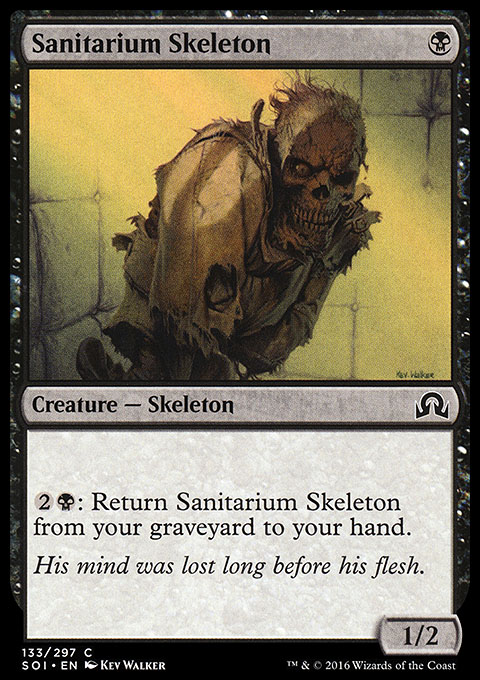 Sanitarium Skeleton
Kev Walker
Creature — Skeleton
2: Return Sanitarium Skeleton
from your graveyard to your hand.
His mind was lost long before his flesh.
1/2
133/297 C
SOI • EN Kev Walker
™ & © 2016 Wizards of the Coast